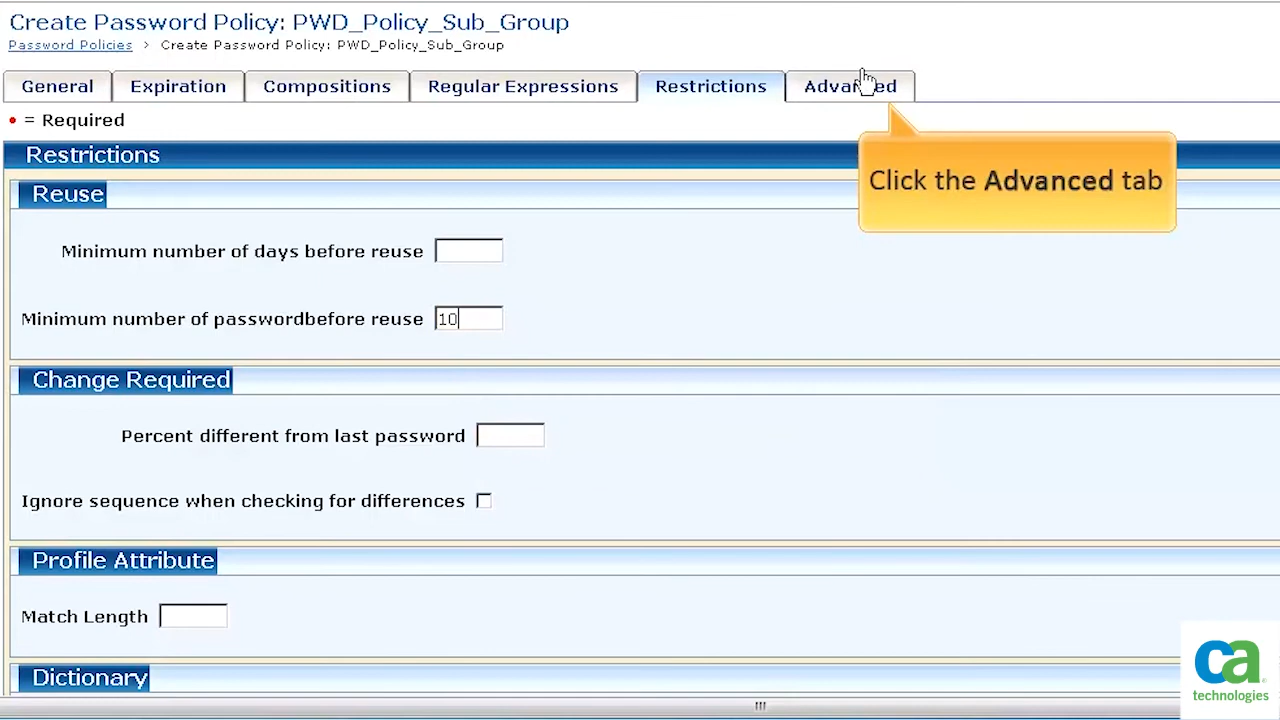 Create Password Policy: PWD_Policy_Sub_Group
Password Policies > Create Password Policy: PWD_Policy_Sub_Group
General Expiration Compositions Regular Expressions Restrictions Advanced
• = Required
Restrictions
Click the Advanced tab
Reuse
Minimum number of days before reuse
Minimum number of passwordbefore reuse 10
Change Required
Percent different from last password
Ignore sequence when checking for differences
Profile Attribute
Match Length
Dictionary
ca
technologies